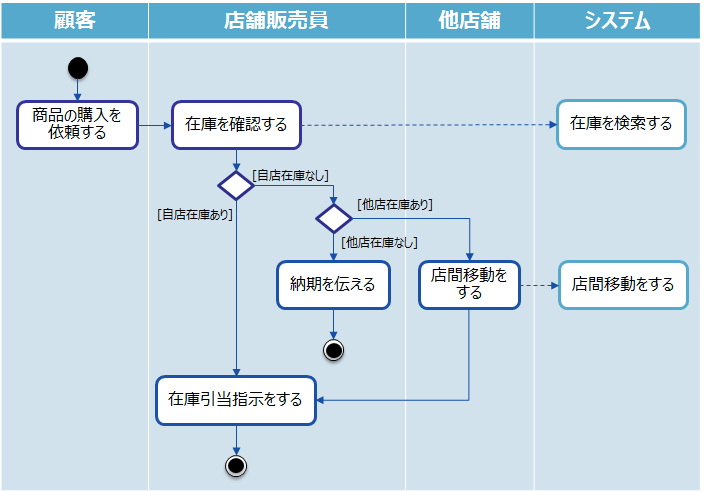 顧客
店舗販売員
他店舗
システム
商品の購入を
依頼する
在庫を確認する
在庫を検索する
[自店在庫なし]
[他店在庫あり]
[自店在庫あり]
[他店在庫なし]
納期を伝える
店間移動を
する
店間移動をする
在庫引当指示をする